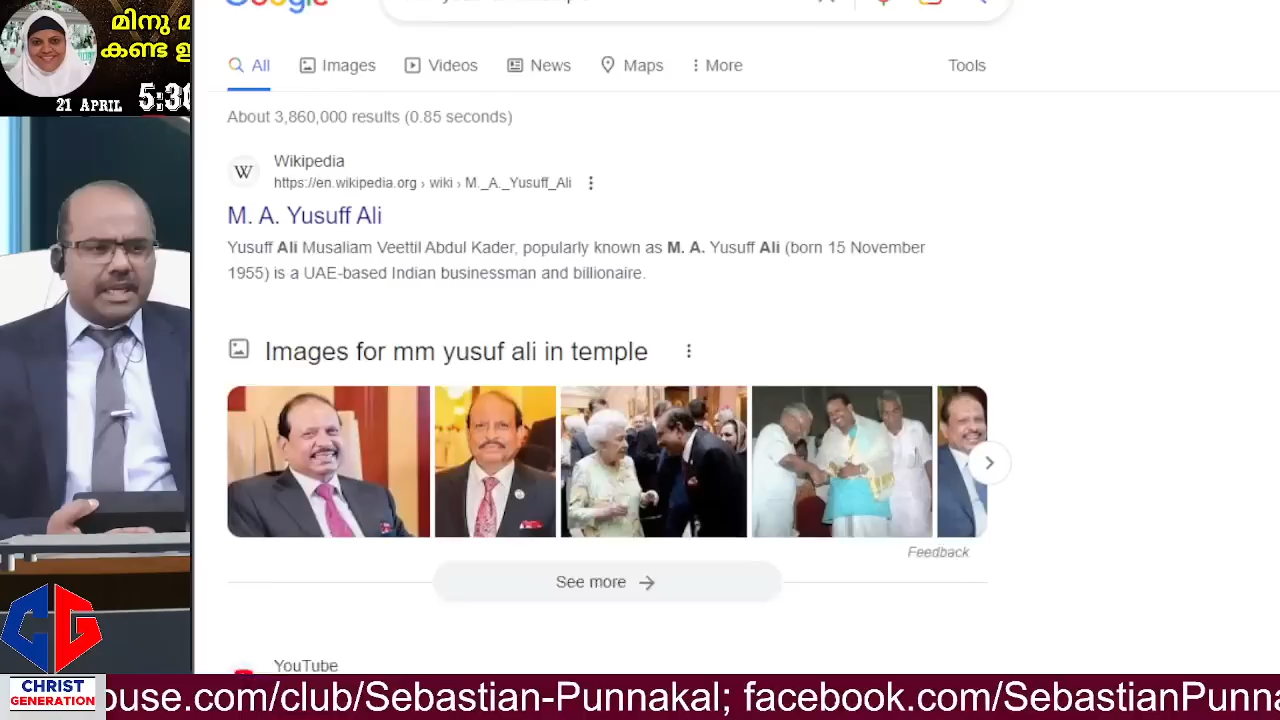 മിനു മ
കണ്ട ഇ
21 APRIL 5:30
Google
All Images Videos News Maps More Tools
About 3,860,000 results (0.85 seconds)
W
Wikipedia
https://en.wikipedia.org › wiki › M._A._Yusuff_Ali
M. A. Yusuff Ali
Yusuff Ali Musaliam Veettil Abdul Kader, popularly known as M. A. Yusuff Ali (born 15 November
1955) is a UAE-based Indian businessman and billionaire.
Images for mm yusuf ali in temple
Feedback
See more
YouTube
CG
CHRIST
GENERATION
ouse.com/club/Sebastian-Punnakal; facebook.com/SebastianPunna